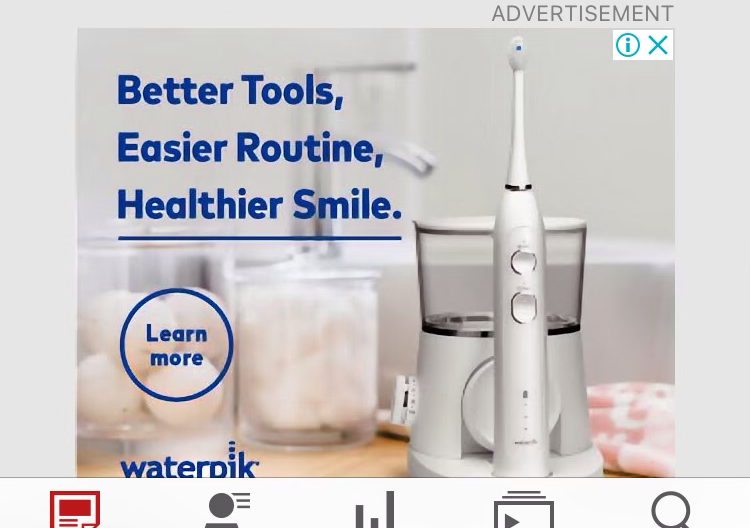 ADVERTISEMENT
Better Tools,
Easier Routine,
Healthier Smile.
Learn
more
waterpik